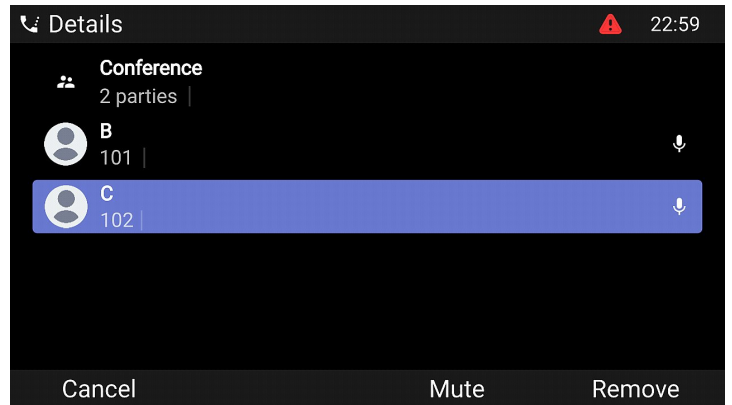 Details
22:59
Conference
2 parties
B
101
C
102
Cancel Mute Remove